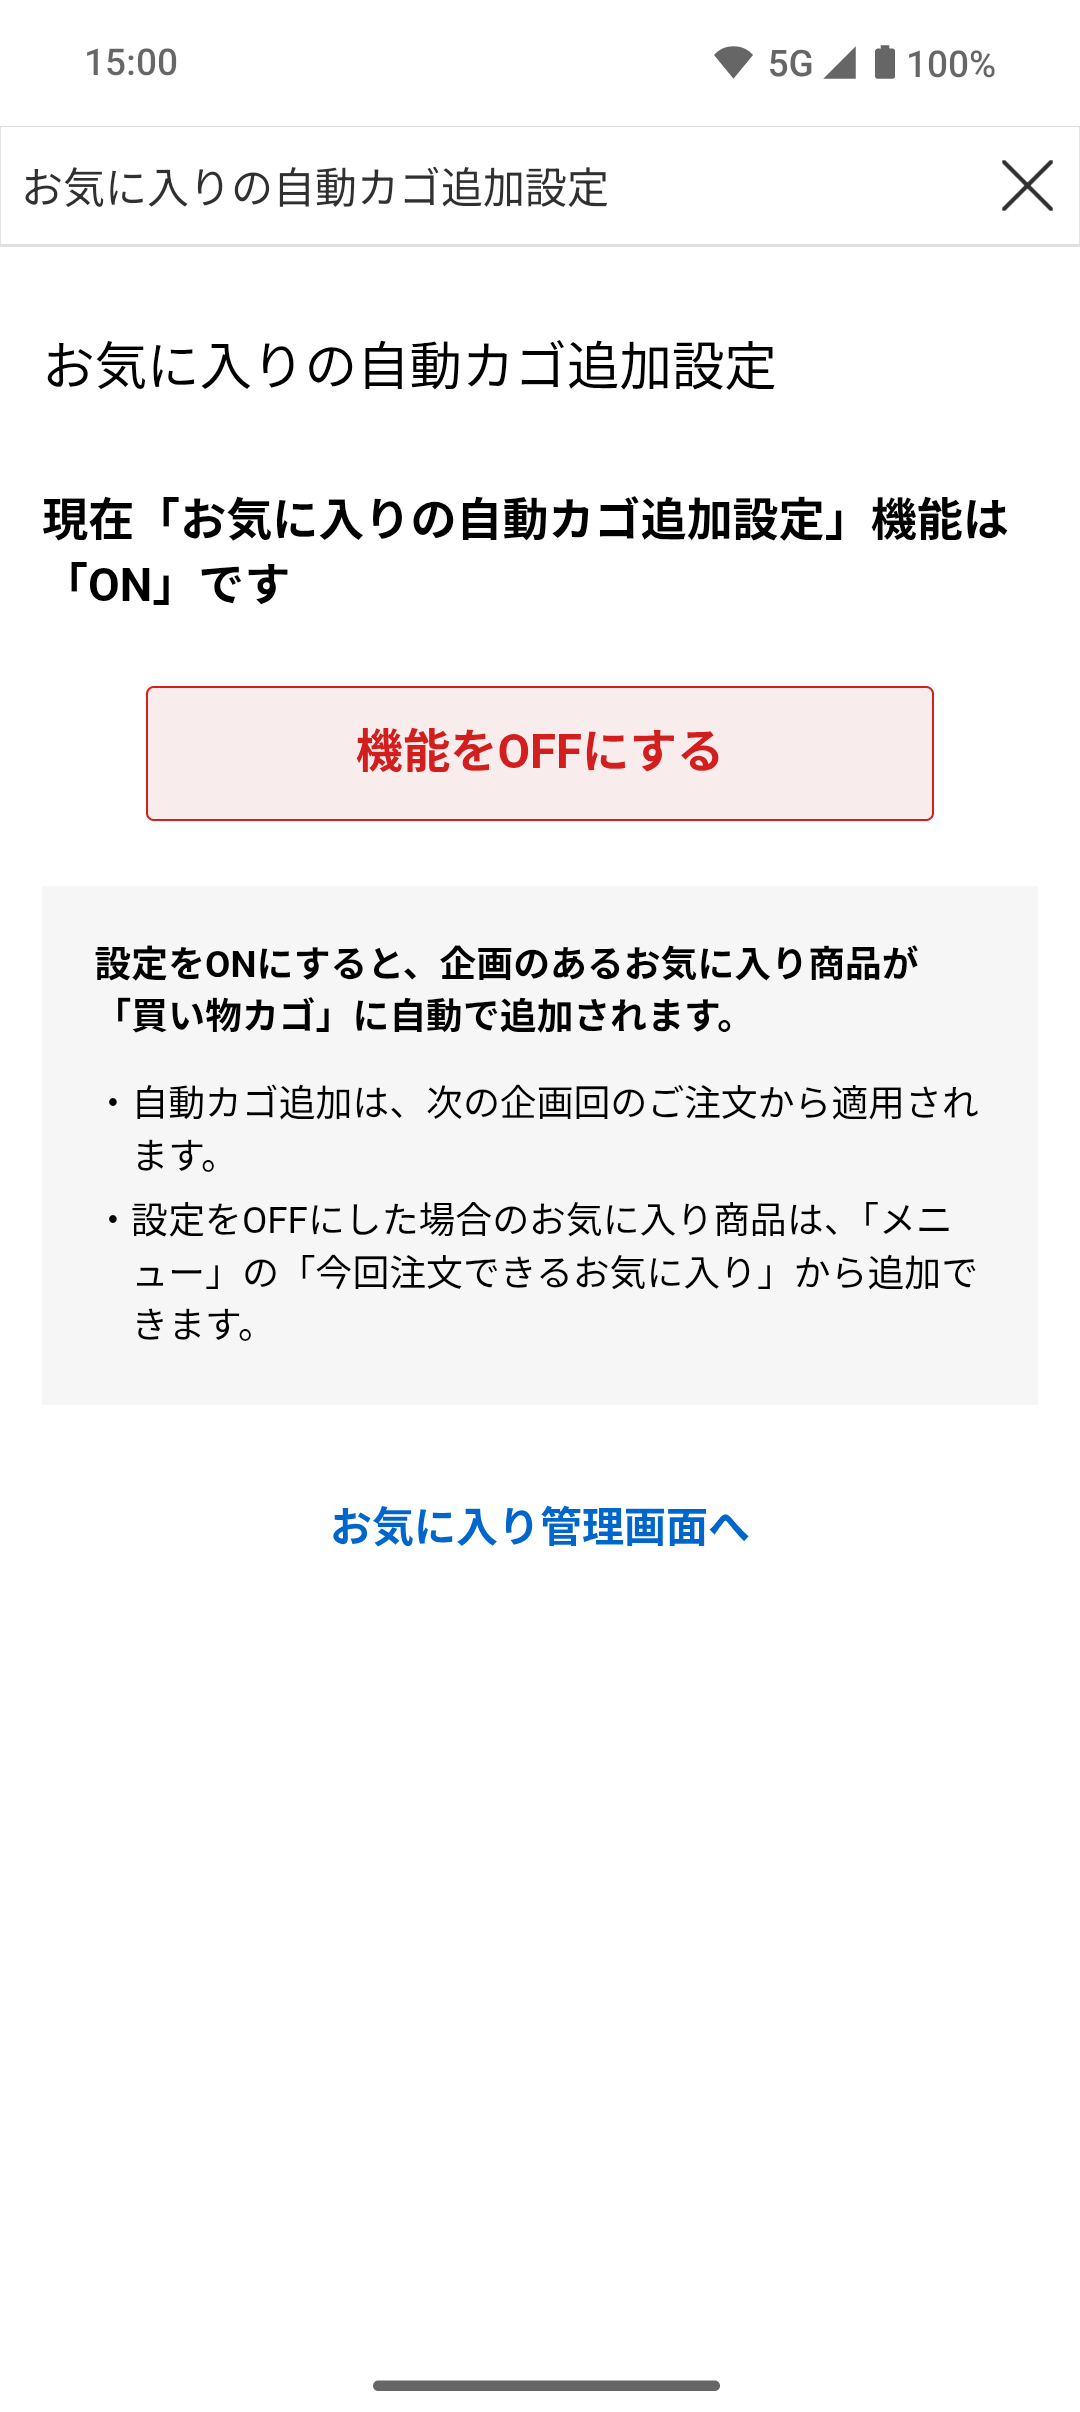 15:00
5G
100%
お気に入りの自動カゴ追加設定
お気に入りの自動カゴ追加設定
現在「お気に入りの自動カゴ追加設定」機能は
「ON」です
機能をOFFにする
設定をONにすると、企画のあるお気に入り商品が
「買い物カゴ」に自動で追加されます。
・自動カゴ追加は、次の企画回のご注文から適用され
ます。
・設定をOFFにした場合のお気に入り商品は、「メニ
ュー」の「今回注文できるお気に入り」から追加で
きます。
お気に入り管理画面へ